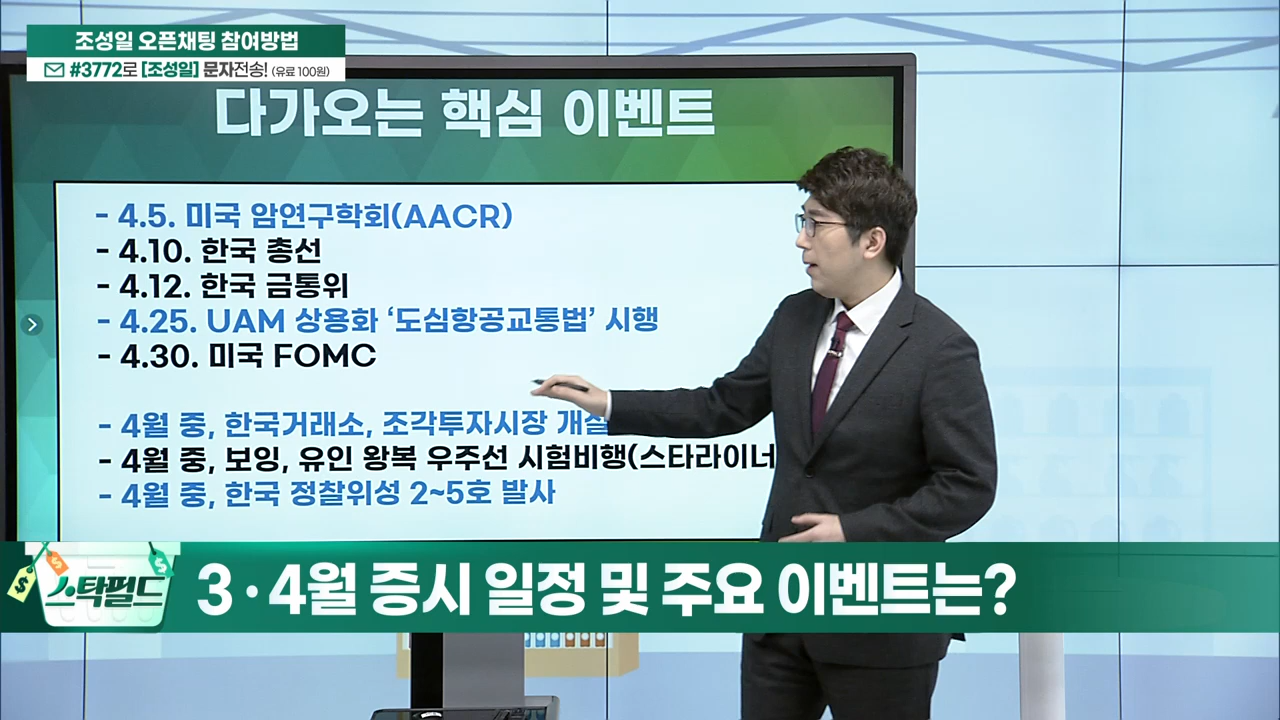 조성일 오픈채팅 참여방법
#3772로 [조성일] 문자전송! (유료 100원)
다가오는 핵심 이벤트
- 4.5. 미국 암연구학회(AACR)
- 4.10. 한국 총선
- 4.12. 한국 금통위
- 4.25. UAM 상용화 ‘도심항공교통법’ 시행
- 4.30. 미국 FOMC
- 4월 중, 한국거래소, 조각투자시장 개설
- 4월 중, 보잉, 유인 왕복 우주선 시험비행(스타라이너
- 4월 중, 한국 정찰위성 2~5호 발사
스탁필드
3·4월 증시 일정 및 주요 이벤트는?